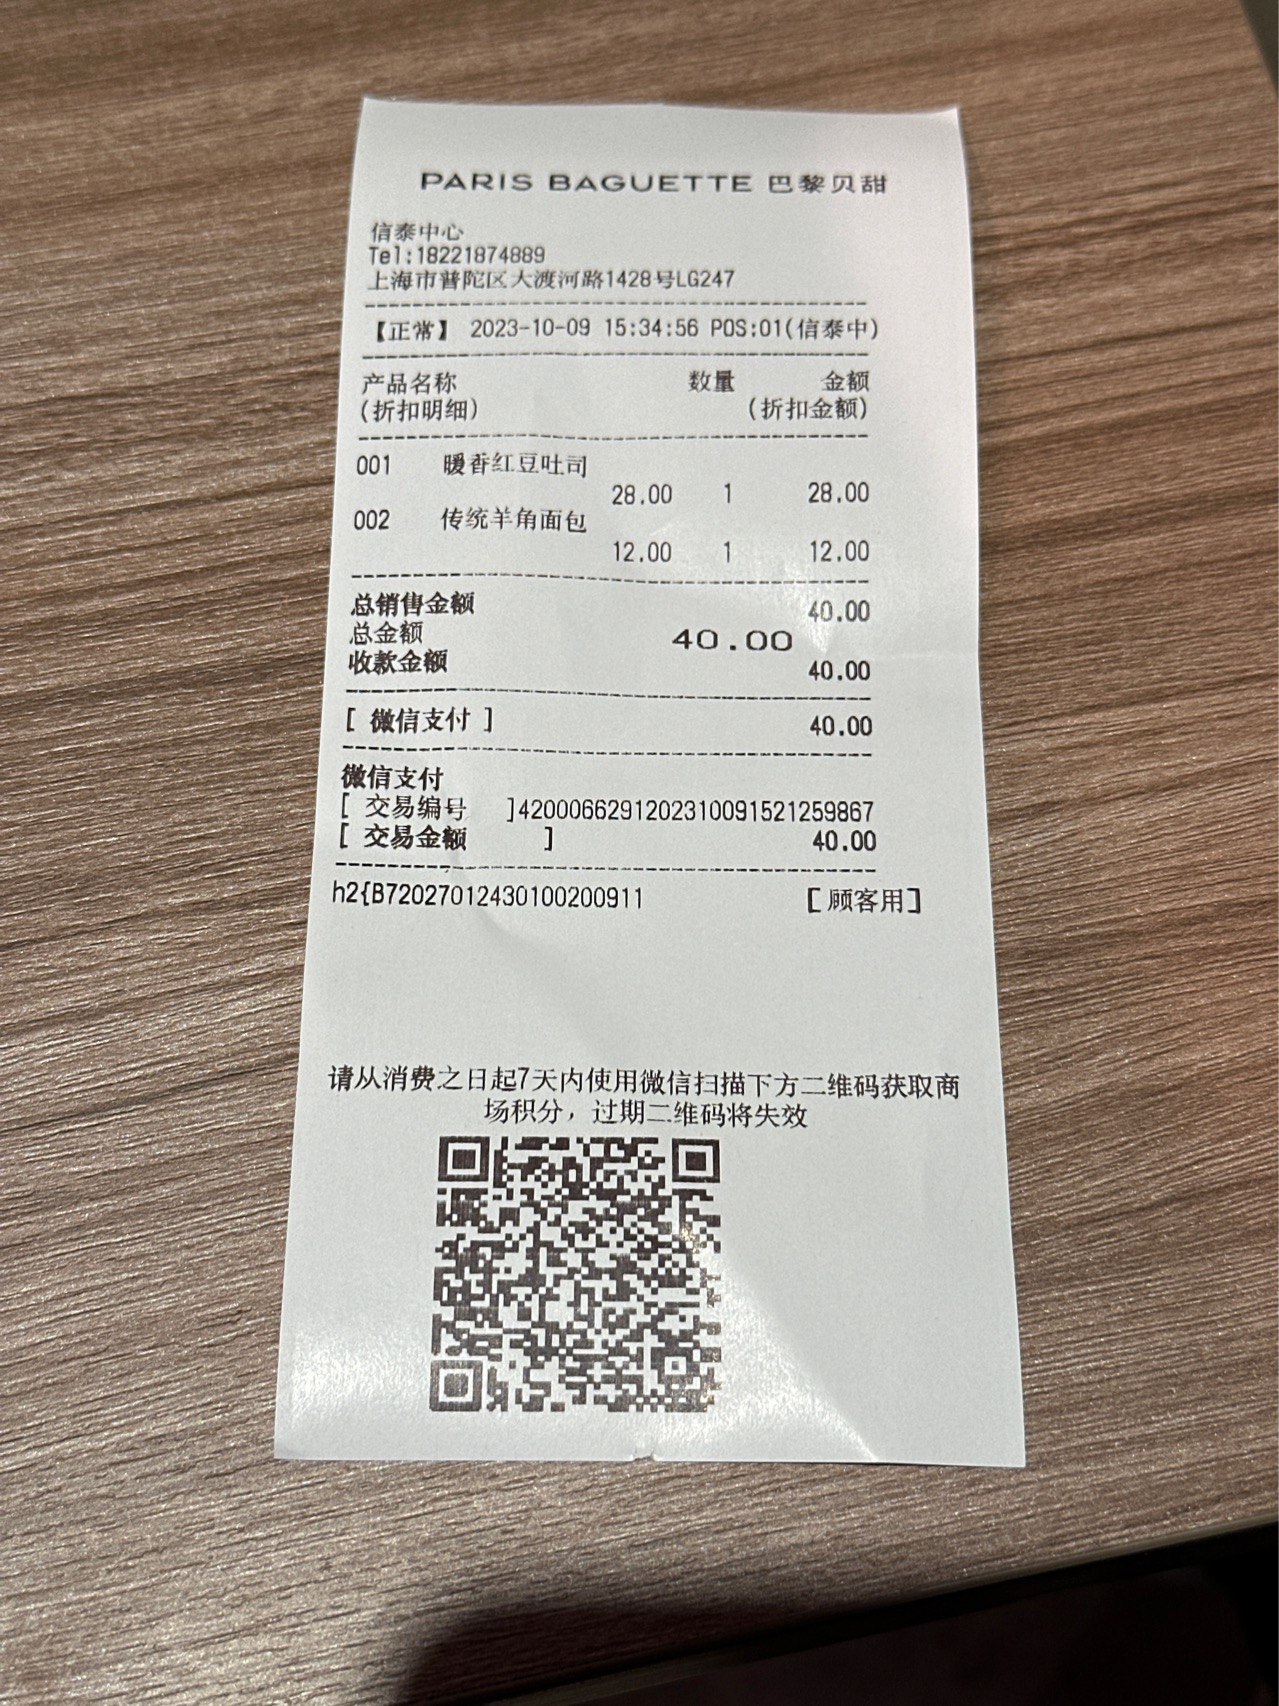 PARIS BAGUETTE 巴黎贝甜
信泰中心
Tel:18221874889
上海市普陀区大渡河路1428号LG247
【正常】 2023-10-09 15:34:56 POS:01(信泰中)
产品名称 数量 金额
(折扣明细) (折扣金额)
001 暖香红豆吐司
28.00 1 28.00
002 传统羊角面包
12.00 1 12.00
总销售金额 40.00
总金额 40.00
收款金额 40.00
[ 微信支付 ] 40.00
微信支付
[ 交易编号 ]4200066291202310091521259867
[ 交易金额 ] 40.00
h2{B72027012430100200911 [顾客用]
请从消费之日起7天内使用微信扫描下方二维码获取商
场积分，过期二维码将失效